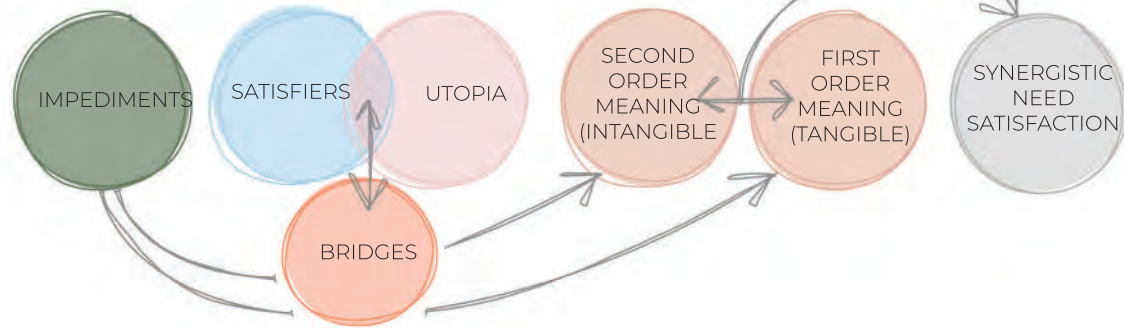 IMPEDIMENTS
SATISFIERS
UTOPIA
BRIDGES
SECOND
ORDER
MEANING
(INTANGIBLE
FIRST
ORDER
MEANING
(TANGIBLE)
SYNERGISTIC
NEED
SATISFACTION